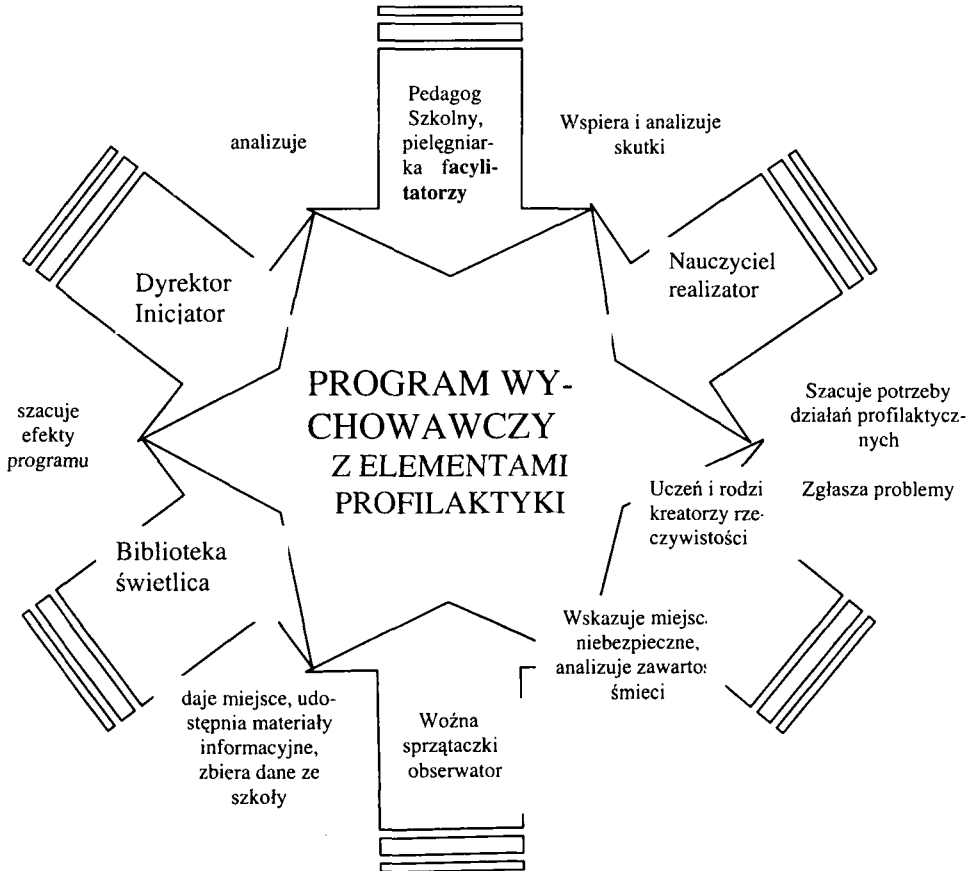 Pedagog
Szkolny,
pielęgniar-
ka facyli-
tatorzy
analizuje
Wspiera i analizuje
skutki
Dyrektor
Inicjator
Nauczyciel
realizator
PROGRAM WY-
CHOWAWCZY
Z ELEMENTAMI
PROFILAKTYKI
szacuje
efekty
programu
Szacuje potrzeby
działań profilaktycz-
nych
Zgłasza problemy
Uczeń i rodzi
kreatorzy rze-
czywistości
Biblioteka
świetlica
Wskazuje miejsc
niebezpieczne,
analizuje zawartoś
śmieci
daje miejsce, udo-
stępnia materiały
informacyjne,
zbiera dane ze
szkoły
Woźna
sprzątaczki
obserwator